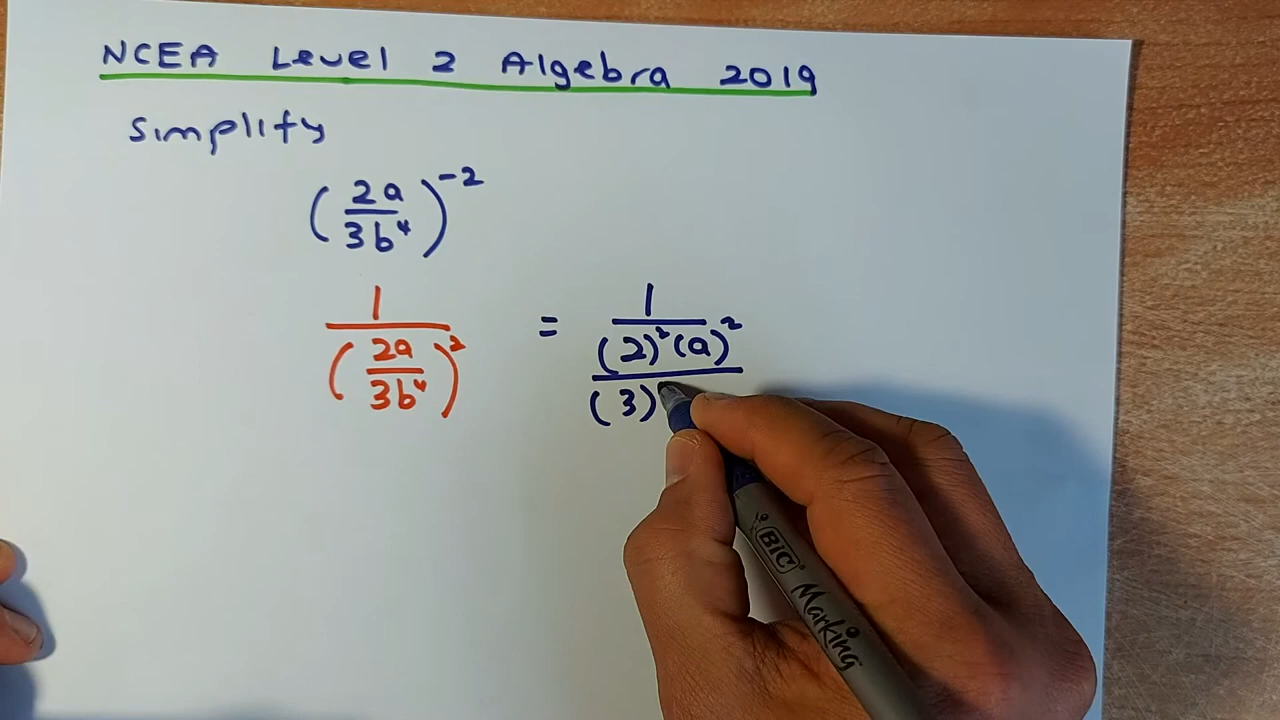 NCEA Level 2 Algebra 2019
Simplify
(2a/3b⁴)⁻²
1/(2a/3b⁴)² = 1/((2)²(a)²/(3)
BIC Marking